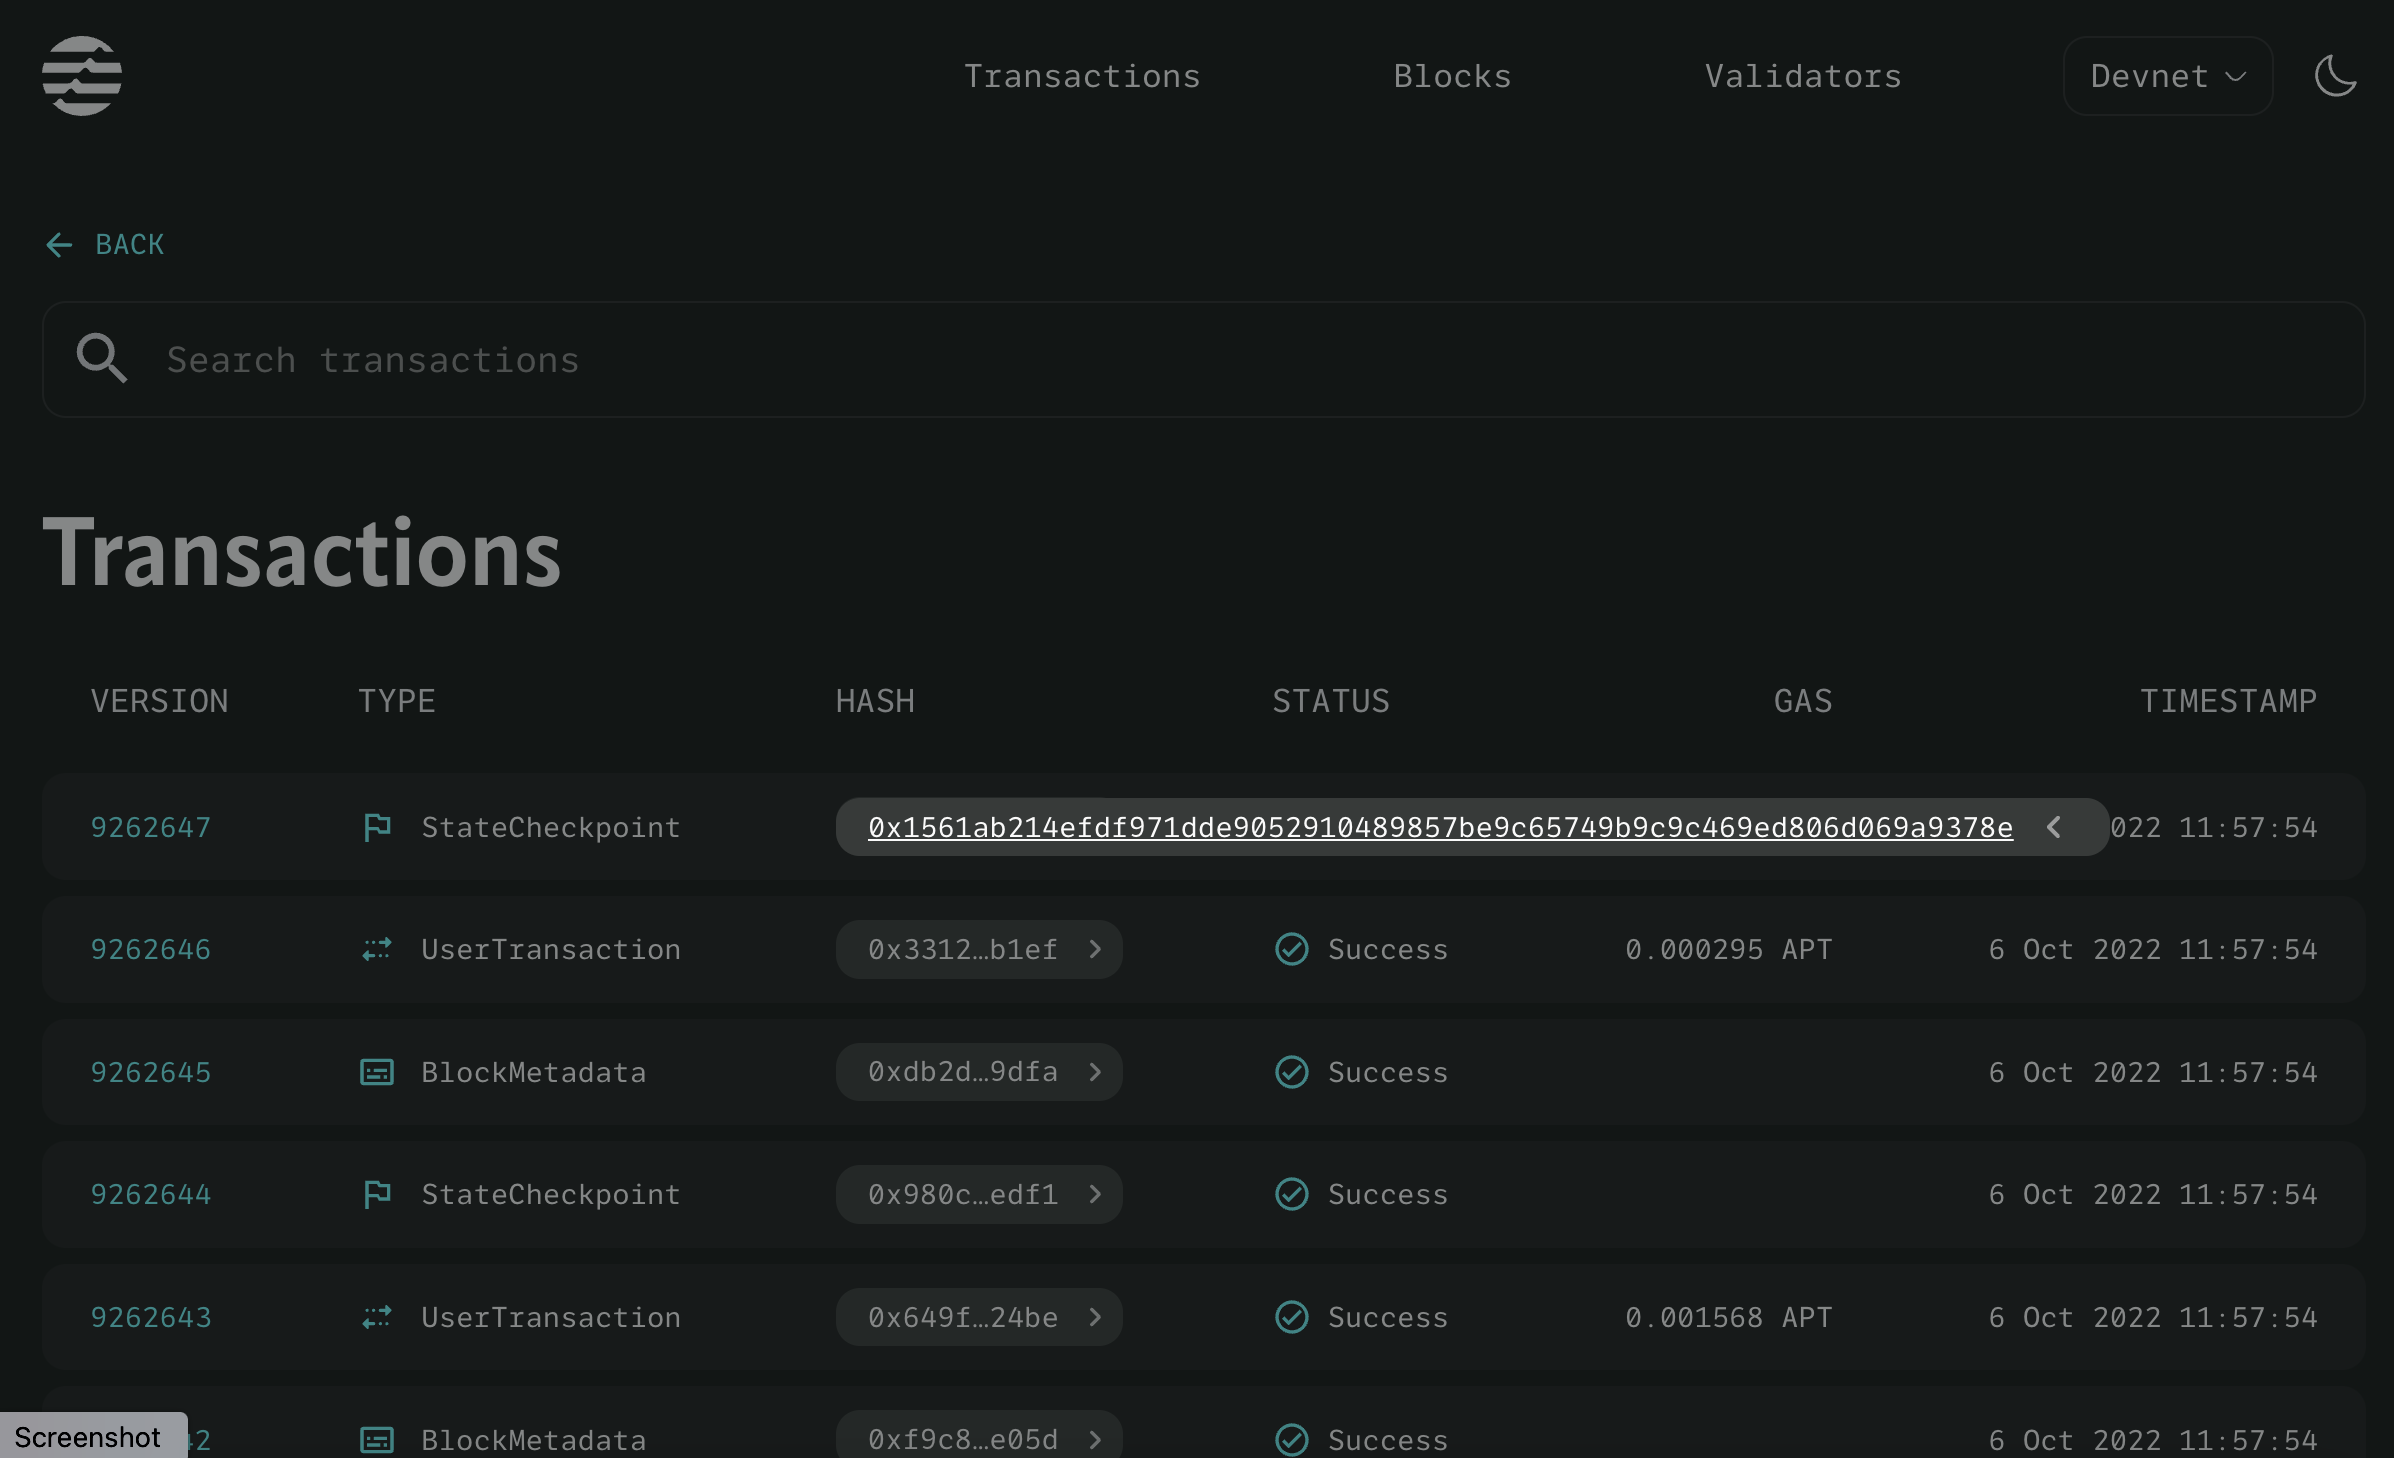 Transactions Blocks Validators Devnet
BACK
Search transactions
Transactions
VERSION TYPE HASH STATUS GAS TIMESTAMP
9262647 StateCheckpoint 0x1561ab214efdf971dde9052910489857be9c65749b9c9c469ed806d069a9378e 022 11:57:54
9262646 UserTransaction 0x3312…b1ef Success 0.000295 APT 6 Oct 2022 11:57:54
9262645 BlockMetadata 0xdb2d…9dfa Success 6 Oct 2022 11:57:54
9262644 StateCheckpoint 0x980c…edf1 Success 6 Oct 2022 11:57:54
9262643 UserTransaction 0x649f…24be Success 0.001568 APT 6 Oct 2022 11:57:54
Screenshot 42 BlockMetadata 0xf9c8…e05d Success 6 Oct 2022 11:57:54